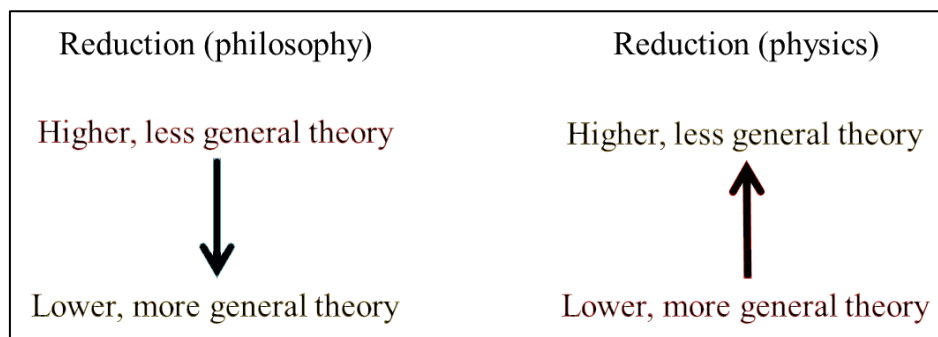 Reduction (philosophy)
Higher, less general theory
Lower, more general theory
Reduction (physics)
Higher, less general theory
Lower, more general theory